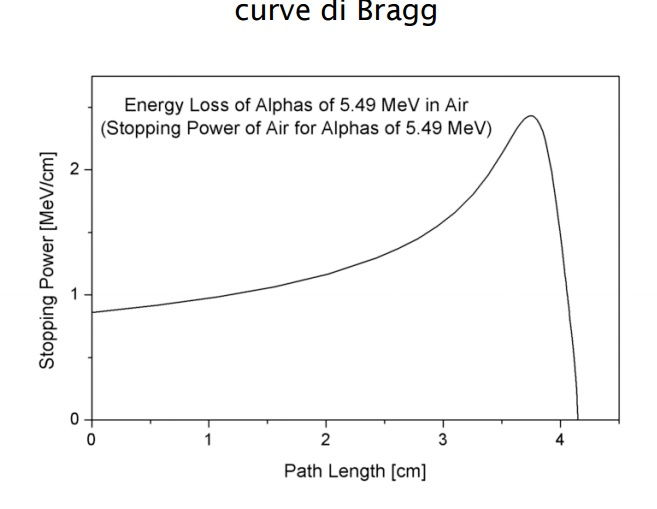 curve di Bragg
Energy Loss of Alphas of 5.49 MeV in Air
(Stopping Power of Air for Alphas of 5.49 MeV)
Stopping Power [MeV/cm]
2
1
0
0 1 2 3 4
Path Length [cm]